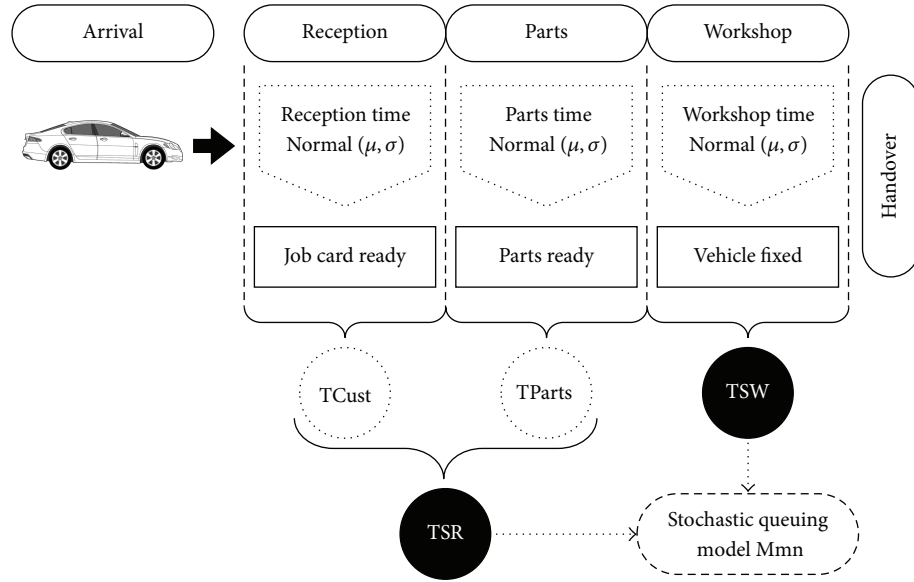 Arrival
Reception
Parts
Workshop
Reception time
Normal (μ, σ)
Parts time
Normal (μ, σ)
Workshop time
Normal (μ, σ)
Handover
Job card ready
Parts ready
Vehicle fixed
TCust
TParts
TSW
TSR
Stochastic queuing
model Mmn